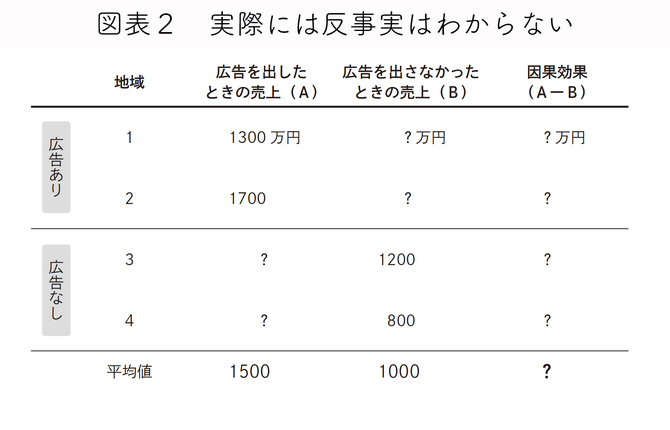 図表２　実際には反事実はわからない
地域　広告を出したときの売上（A）　広告を出さなかったときの売上（B）　因果効果（A－B）
広告あり
1　1300 万円　? 万円　? 万円
2　1700　?　?
広告なし
3　?　1200　?
4　?　800　?
平均値　1500　1000　?